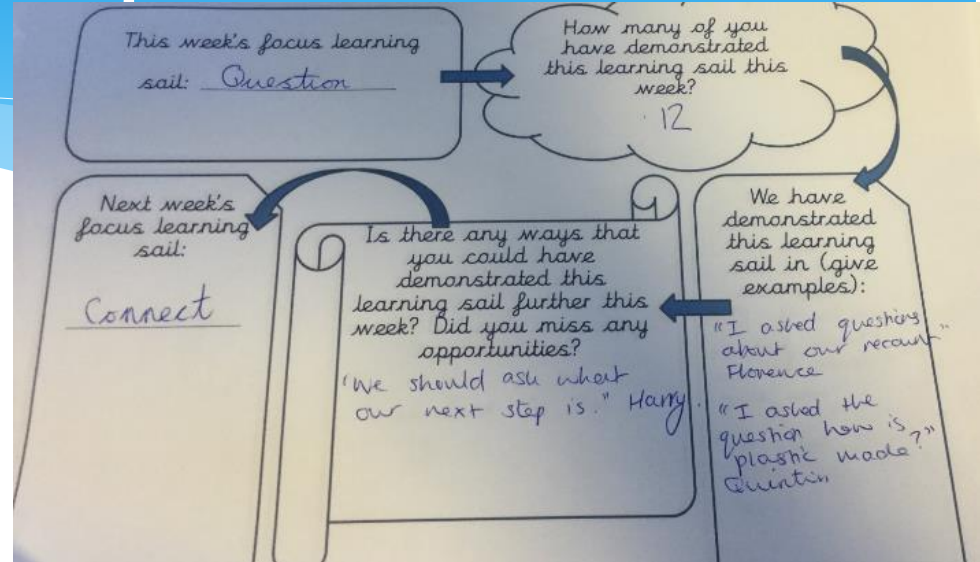 This week's focus learning
sail: Question
How many of you
have demonstrated
this learning sail this
week?
12
We have
demonstrated
this learning
sail in (give
examples):
"I asked questions
about our recount"
Florence
"I asked the
question how is
plastic made?"
Quintin
Is there any ways that
you could have
demonstrated this
learning sail further this
week? Did you miss any
opportunities?
"We should ask what
our next step is." Harry.
Next week's
focus learning
sail:
Connect